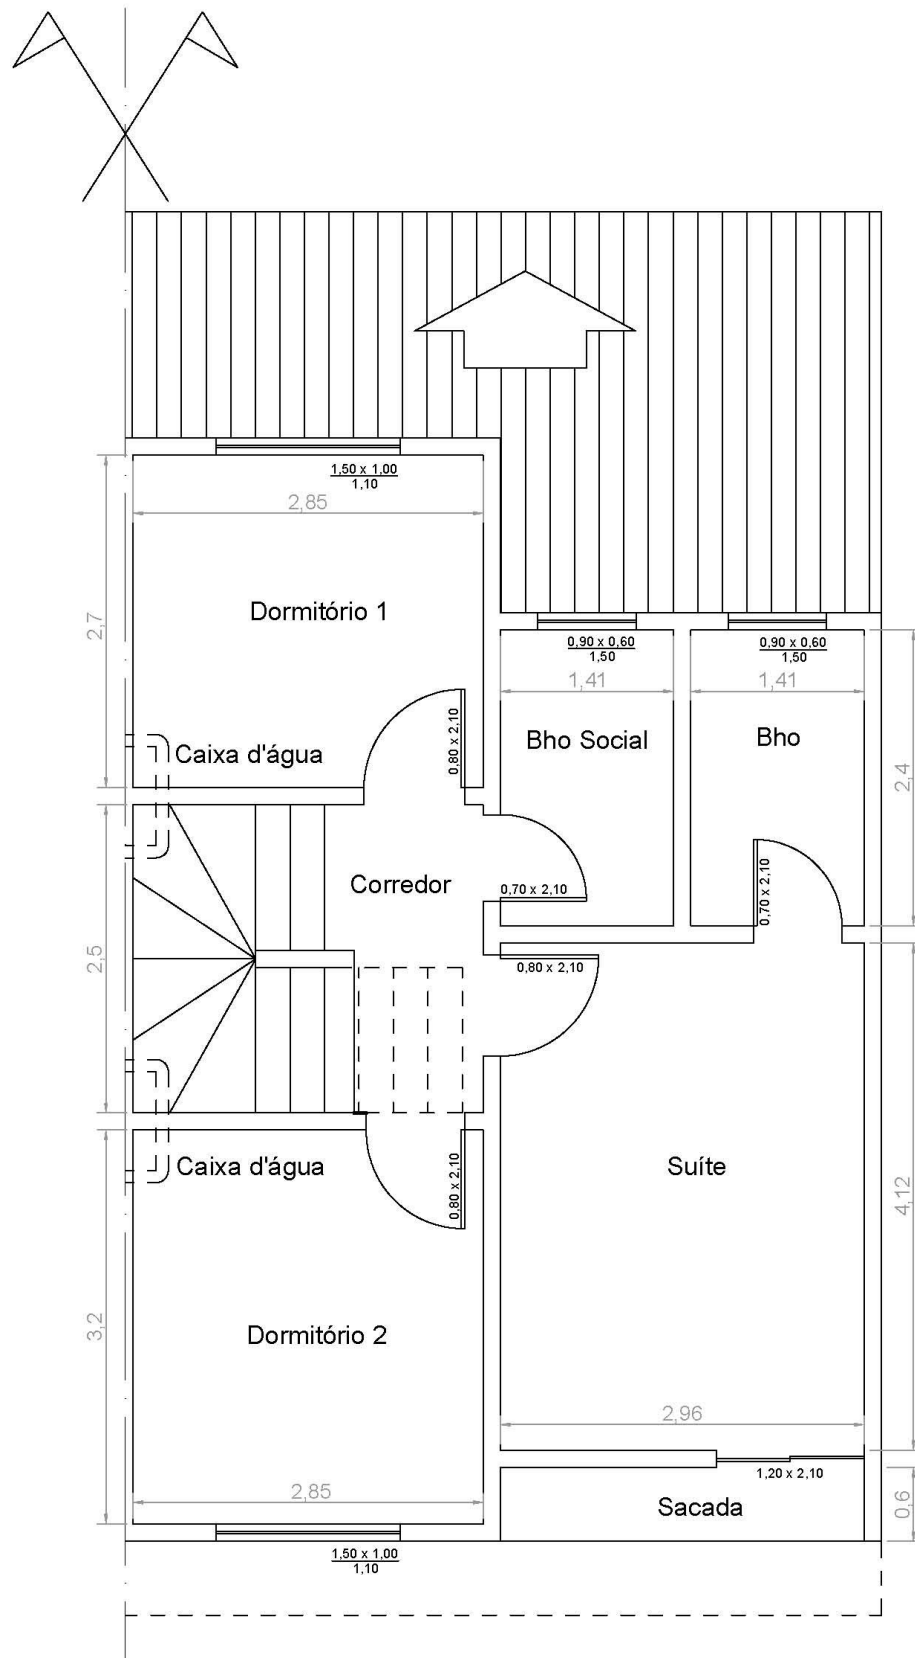 1,50 x 1,00
1,10
2,85
2,7
Dormitório 1
0,90 x 0,60
1,50
0,90 x 0,60
1,50
1,41
1,41
0,80 x 2,10
Bho Social
Bho
Caixa d'água
2,4
0,70 x 2,10
0,70 x 2,10
Corredor
2,5
0,80 x 2,10
Caixa d'água
0,80 x 2,10
Suíte
4,12
3,2
Dormitório 2
2,96
1,20 x 2,10
2,85
Sacada
0,6
1,50 x 1,00
1,10